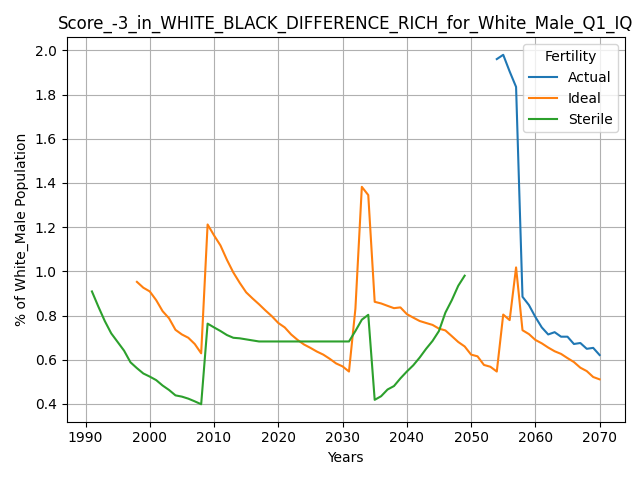 Score_-3_in_WHITE_BLACK_DIFFERENCE_RICH_for_White_Male_Q1_IQ
% of White_Male Population
2.0
1.8
1.6
1.4
1.2
1.0
0.8
0.6
0.4
Fertility
Actual
Ideal
Sterile
1990 2000 2010 2020 2030 2040 2050 2060 2070
Years